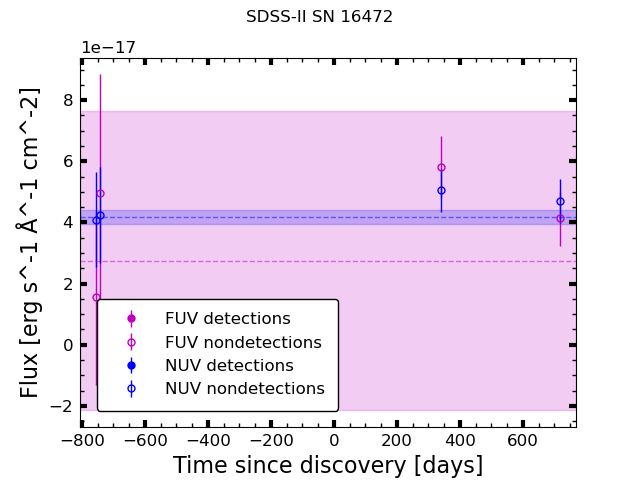 SDSS-II SN 16472
1e−17
Flux [erg s^-1 Å^-1 cm^-2]
8
6
4
2
0
−2
FUV detections
FUV nondetections
NUV detections
NUV nondetections
−800 −600 −400 −200 0 200 400 600
Time since discovery [days]